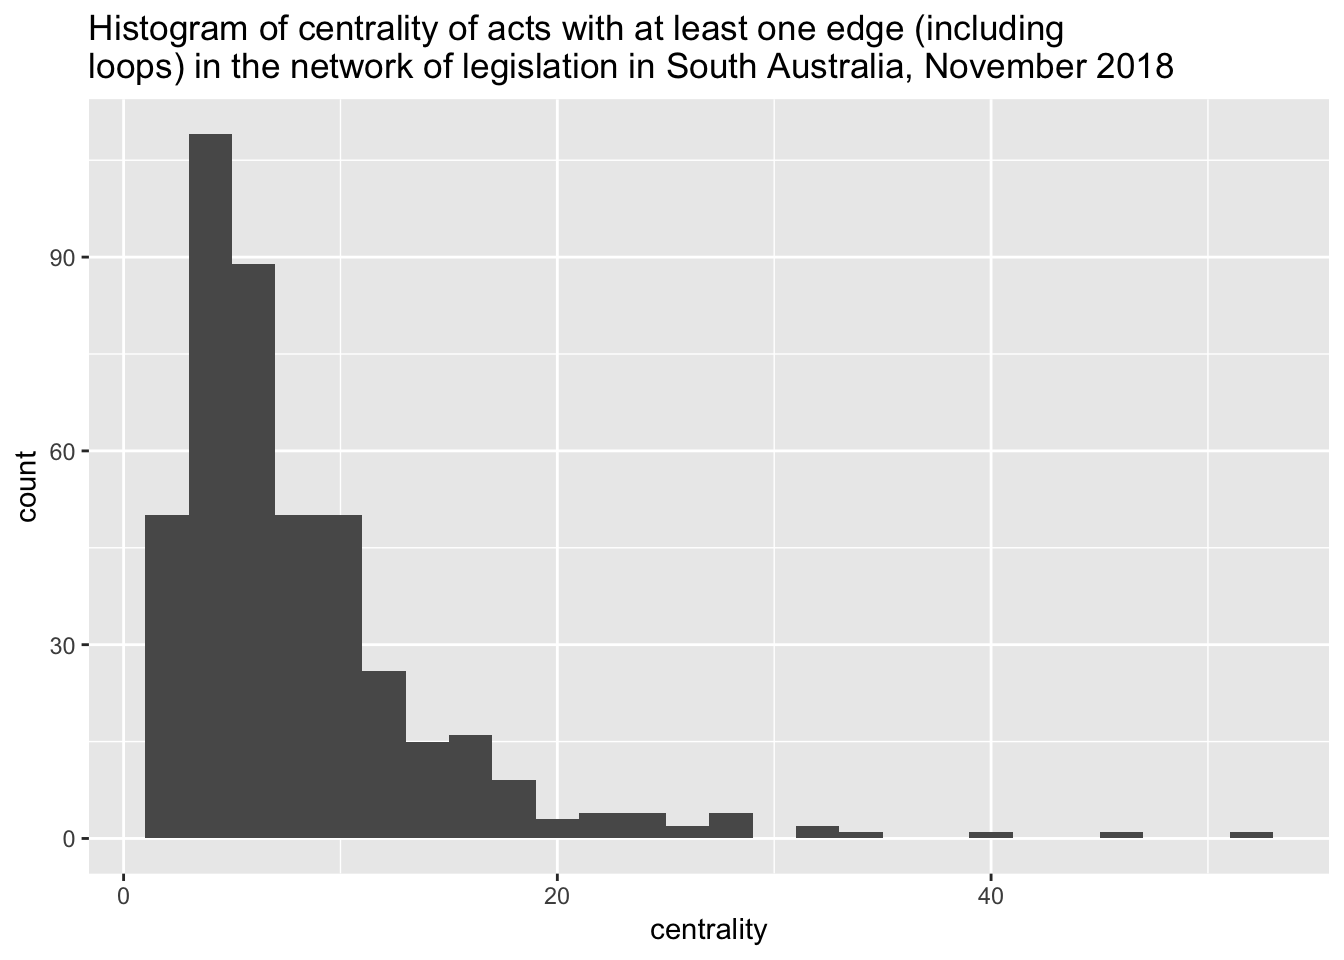 Histogram of centrality of acts with at least one edge (including
loops) in the network of legislation in South Australia, November 2018
count
90
60
30
0
0
20
40
centrality